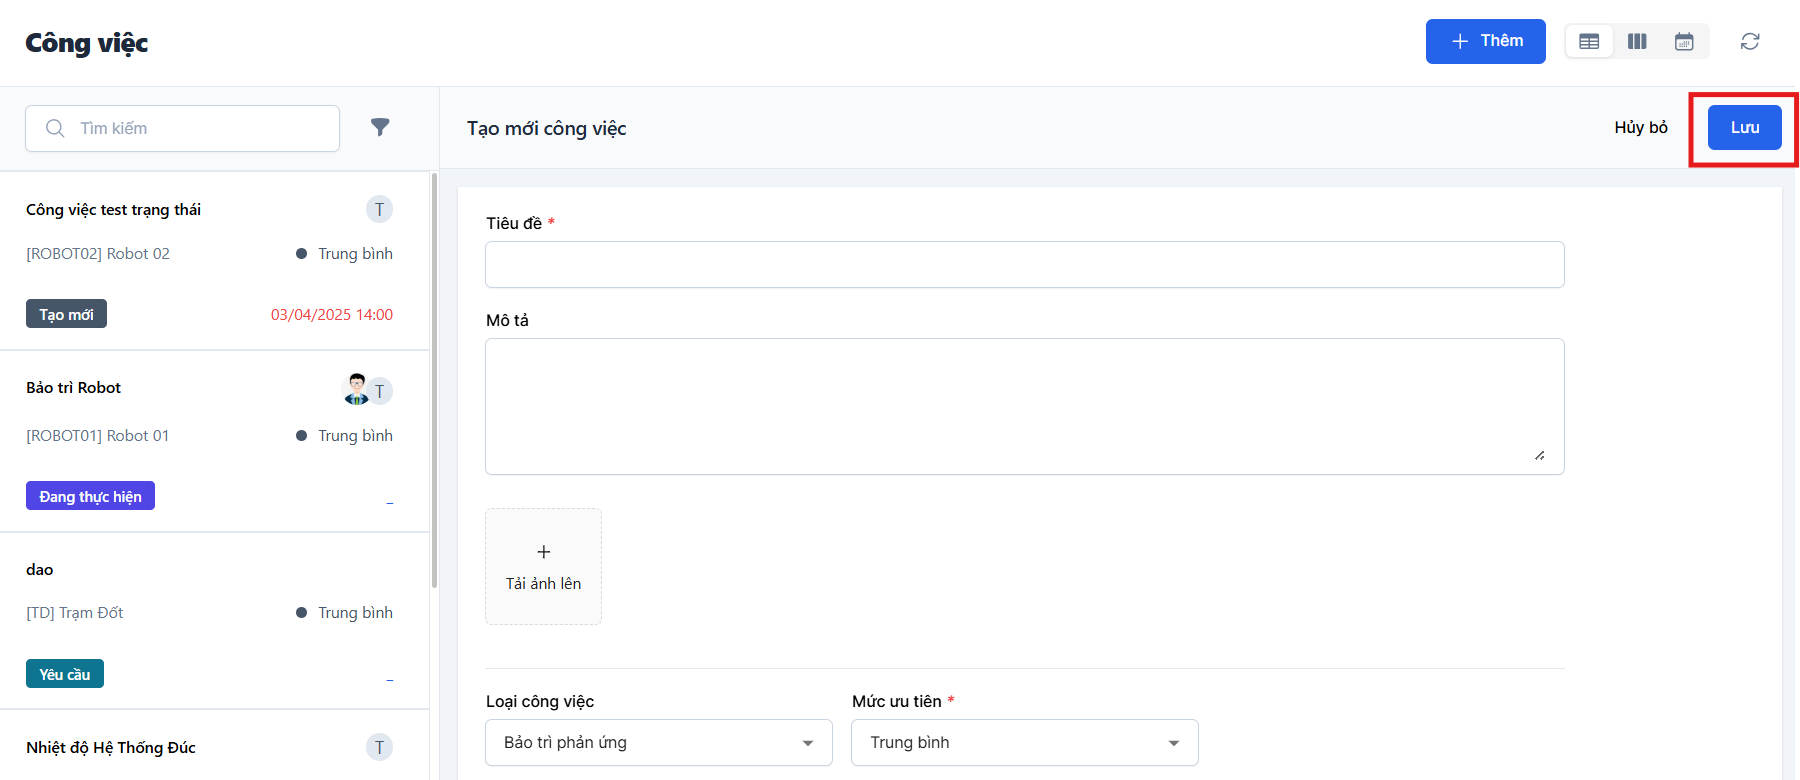 Công việc
Thêm
Tìm kiếm
Tạo mới công việc
Hủy bỏ
Lưu
Công việc test trạng thái
T
[ROBOT02] Robot 02
Trung bình
Tạo mới
03/04/2025 14:00
Bảo trì Robot
T
[ROBOT01] Robot 01
Trung bình
Đang thực hiện
_
dao
[TD] Trạm Đốt
Trung bình
Yêu cầu
_
Nhiệt độ Hệ Thống Đúc
T
Tiêu đề *
Mô tả
Tải ảnh lên
Loại công việc
Mức ưu tiên *
Bảo trì phản ứng
Trung bình